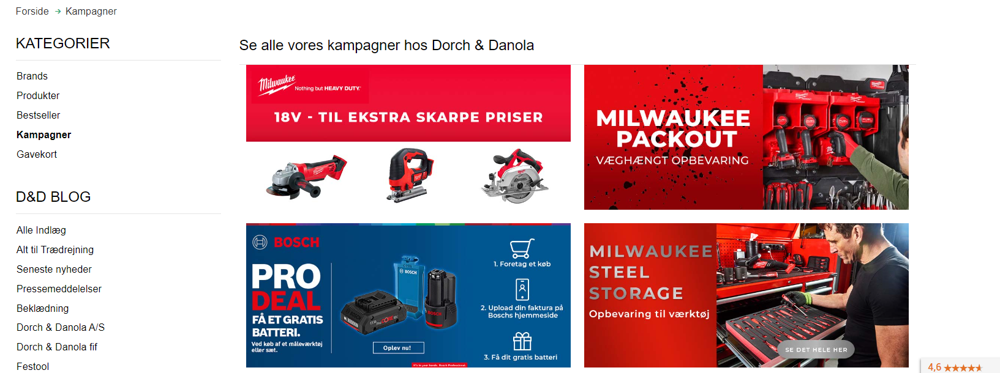 Forside → Kampagner
KATEGORIER
Brands
Produkter
Bestseller
Kampagner
Gavekort
D&D BLOG
Alle Indlæg
Alt til Trædrejning
Seneste nyheder
Pressemeddelelser
Beklædning
Dorch & Danola A/S
Dorch & Danola fif
Festool
Se alle vores kampagner hos Dorch & Danola
Milwaukee
Nothing but HEAVY DUTY.
18V - TIL EKSTRA SKARPE PRISER
MILWAUKEE
PACKOUT
VÆGHÆNGT OPBEVARING
BOSCH
PRO
DEAL
FÅ ET GRATIS
BATTERI.
Ved køb af et måleværktøj
eller sæt.
BOSCH
BOSCH
Oplev nu!
It's in your hands. Bosch Professional.
1. Foretag et køb
2. Upload din faktura på
Boschs hjemmeside
3. Få dit gratis batteri
MILWAUKEE
STEEL
STORAGE
Opbevaring til værktøj
SE DET HELE HER
4,6